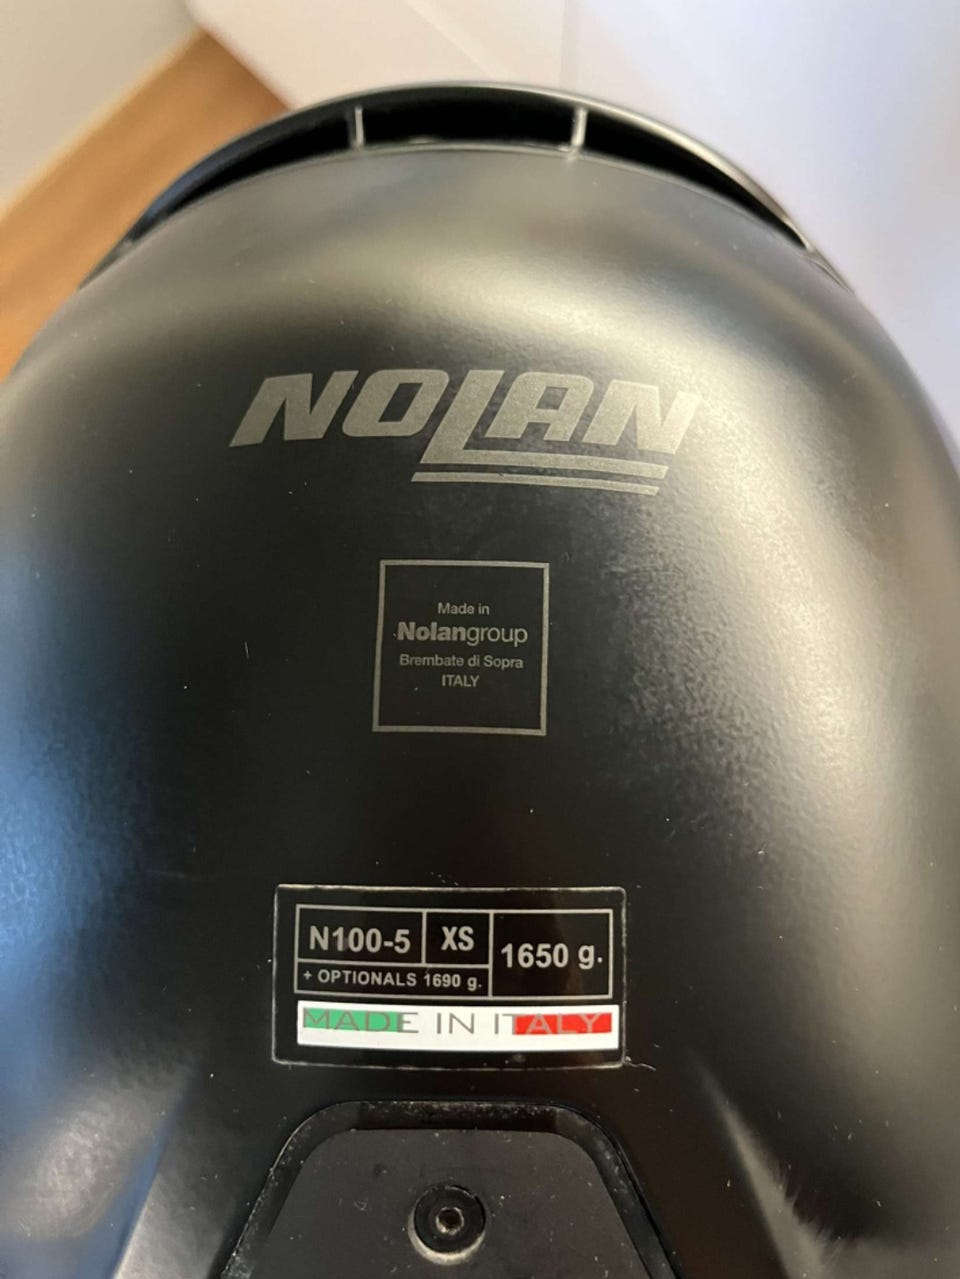 NOLAN
Made in
Nolangroup
Brembate di Sopra
ITALY
N100-5 XS 1650 g.
+ OPTIONALS 1690 g.
MADE IN ITALY